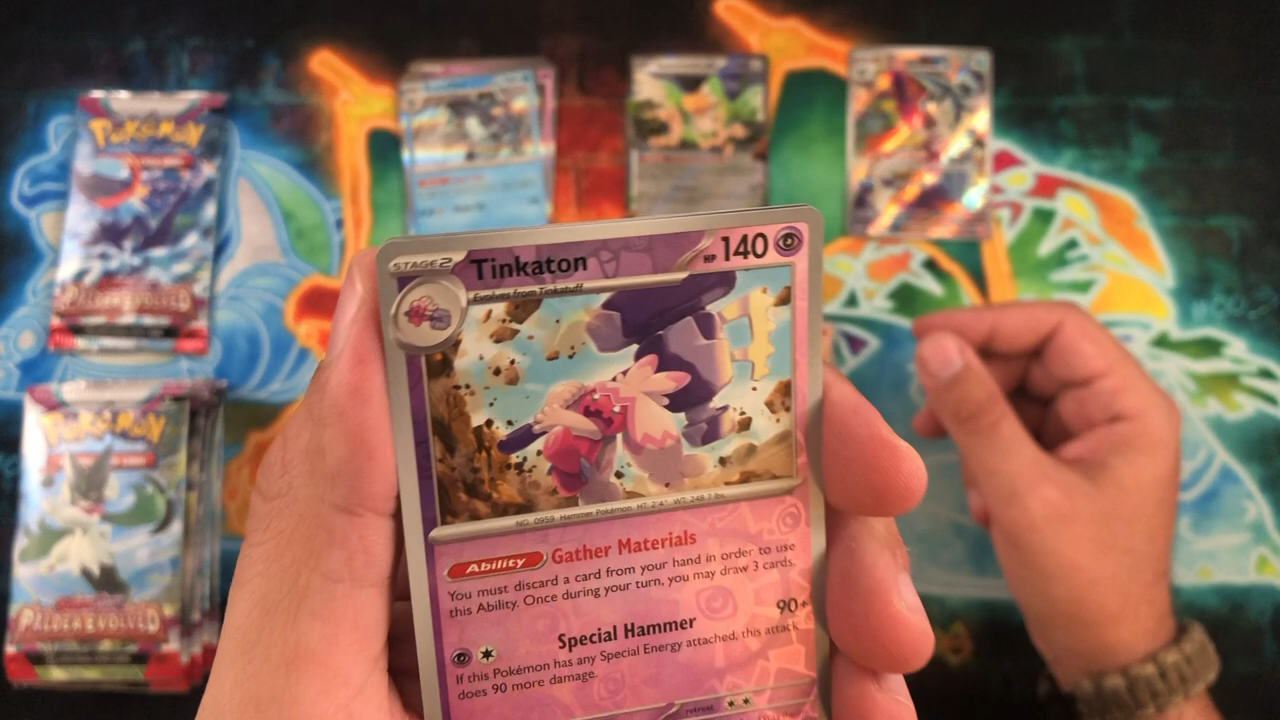 POKéMON
PALDEA EVOLVED
POKéMON
PALDEA EVOLVED
STAGE2
Tinkaton
HP 140
Evolves from Tinkatuff
NO. 0959 Hammer Pokémon HT: 2'4" WT: 248.7 lbs.
Ability Gather Materials
You must discard a card from your hand in order to use
this Ability. Once during your turn, you may draw 3 cards.
Special Hammer 90+
If this Pokémon has any Special Energy attached, this attack
does 90 more damage.
retreat